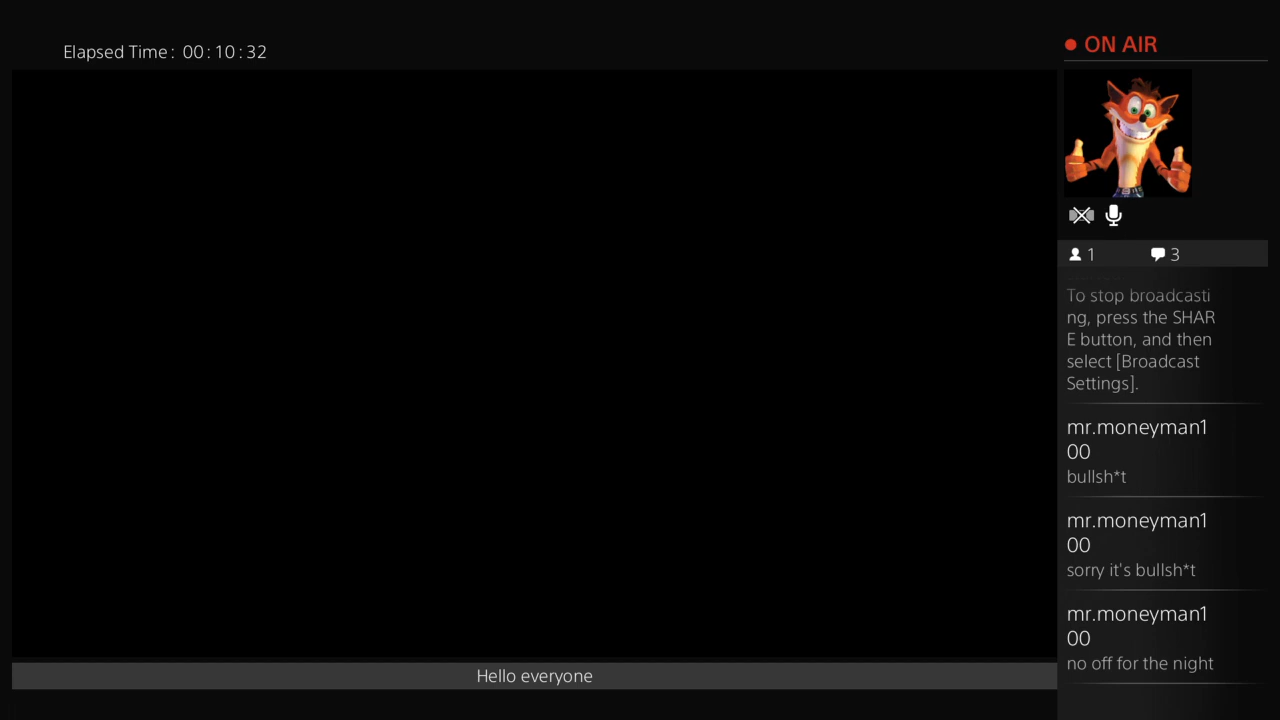 Elapsed Time: 00:10:32
ON AIR
1
3
To stop broadcasti
ng, press the SHAR
E button, and then
select [Broadcast
Settings].
mr.moneyman1
00
bullsh*t
mr.moneyman1
00
sorry it's bullsh*t
mr.moneyman1
00
no off for the night
Hello everyone